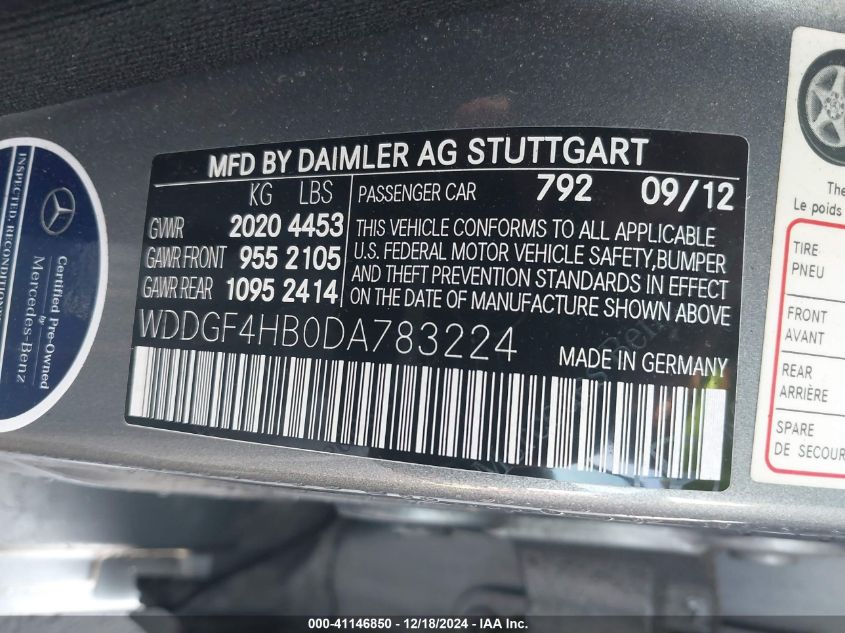 MFD BY DAIMLER AG STUTTGART
KG LBS
GVWR 2020 4453
GAWR FRONT 955 2105
GAWR REAR 1095 2414
PASSENGER CAR 792 09/12
THIS VEHICLE CONFORMS TO ALL APPLICABLE
U.S. FEDERAL MOTOR VEHICLE SAFETY, BUMPER
AND THEFT PREVENTION STANDARDS IN EFFECT
ON THE DATE OF MANUFACTURE SHOWN ABOVE
WDDGF4HB0DA783224
MADE IN GERMANY
INSPECTED, RECONDITION
Certified Pre-Owned
by
Mercedes-Benz
The
Le poids
TIRE
PNEU
FRONT
AVANT
REAR
ARRIÈRE
SPARE
DE SECOUR
000-41146850 / 12/18/2024 / IAA Inc.